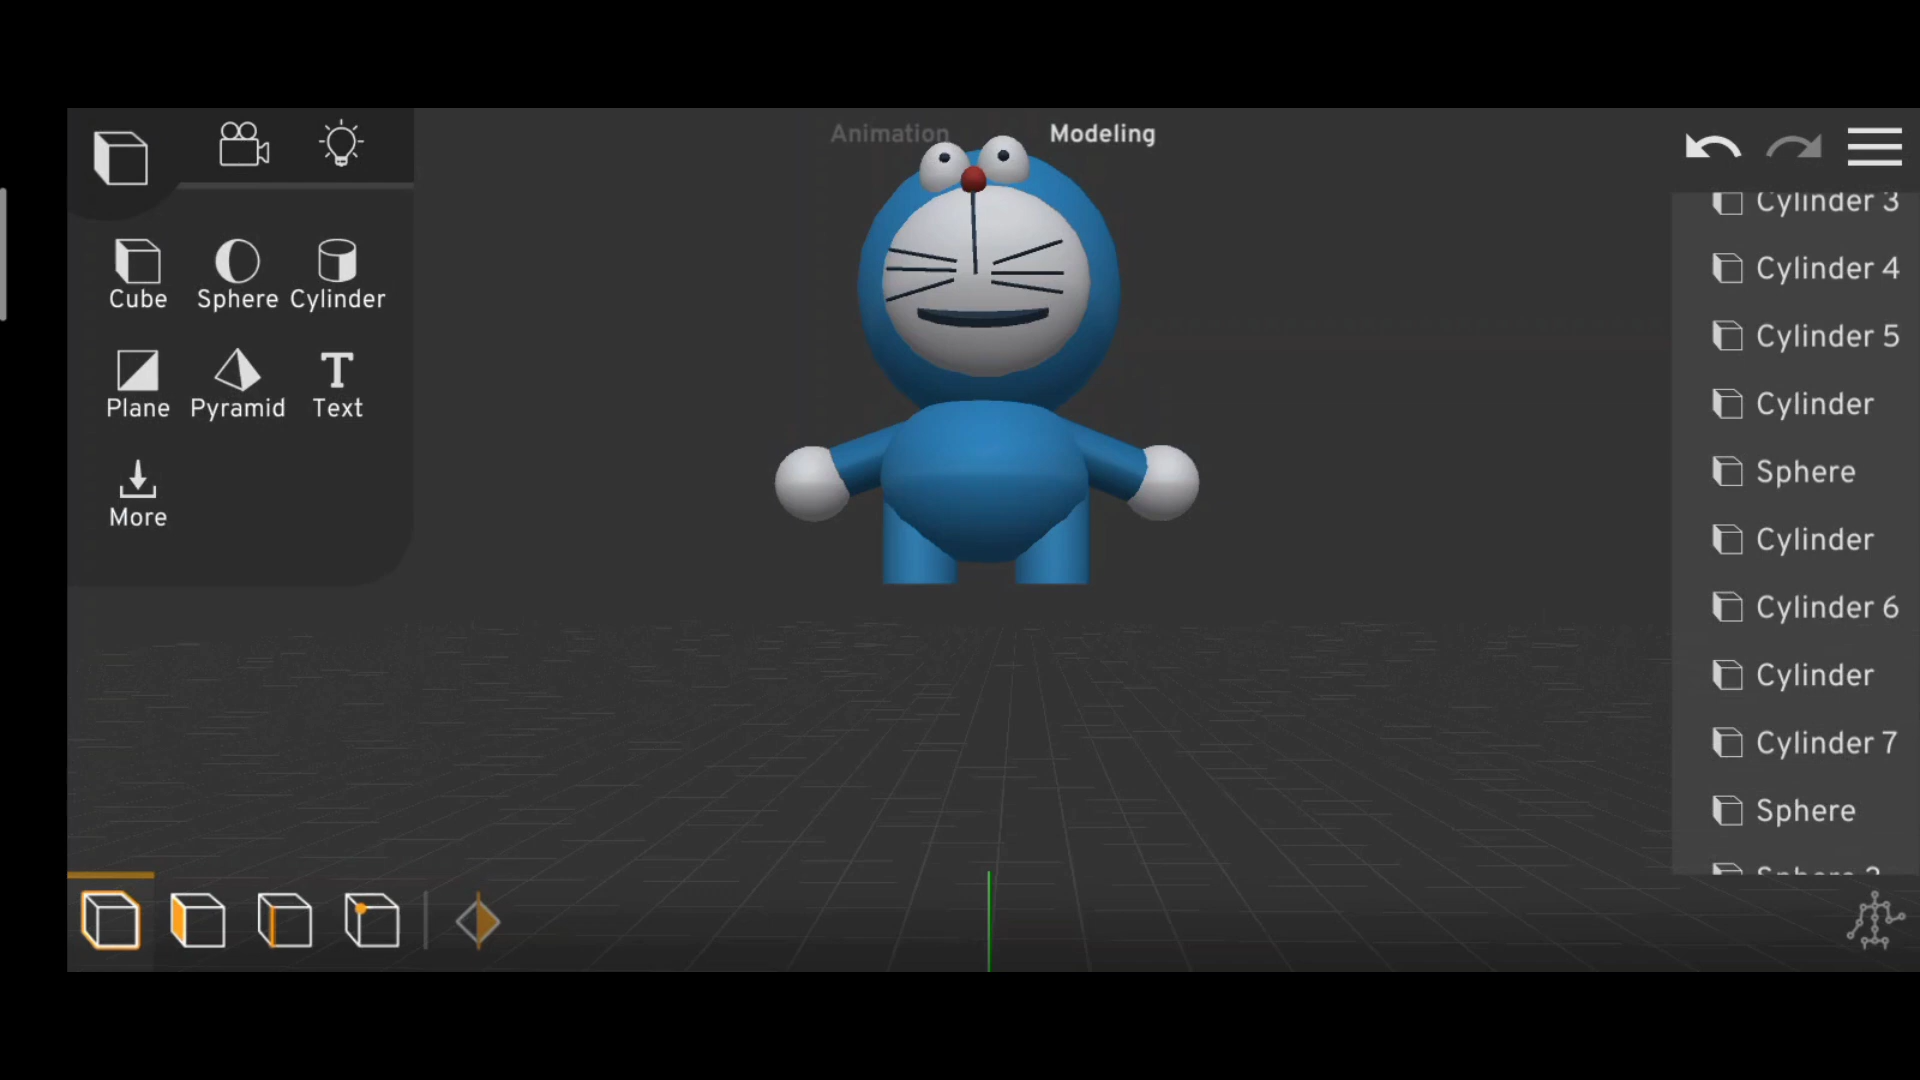 Animation Modeling
Cube Sphere Cylinder
Plane Pyramid Text
More
Cylinder 3
Cylinder 4
Cylinder 5
Cylinder
Sphere
Cylinder
Cylinder 6
Cylinder
Cylinder 7
Sphere